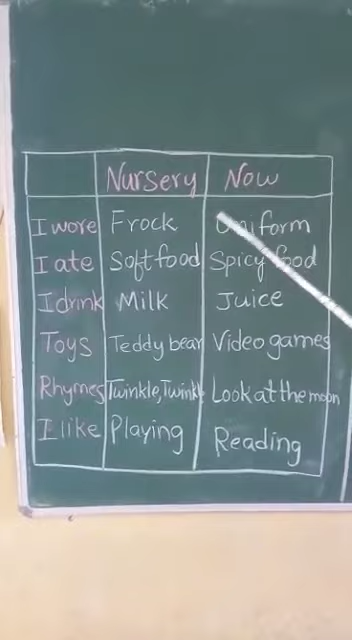 Nursery Now
I wore Frock Uniform
I ate Soft food Spicy food
I drink Milk Juice
Toys Teddy bear Video games
Rhymes Twinkle, Twinkle Look at the moon
I like Playing Reading